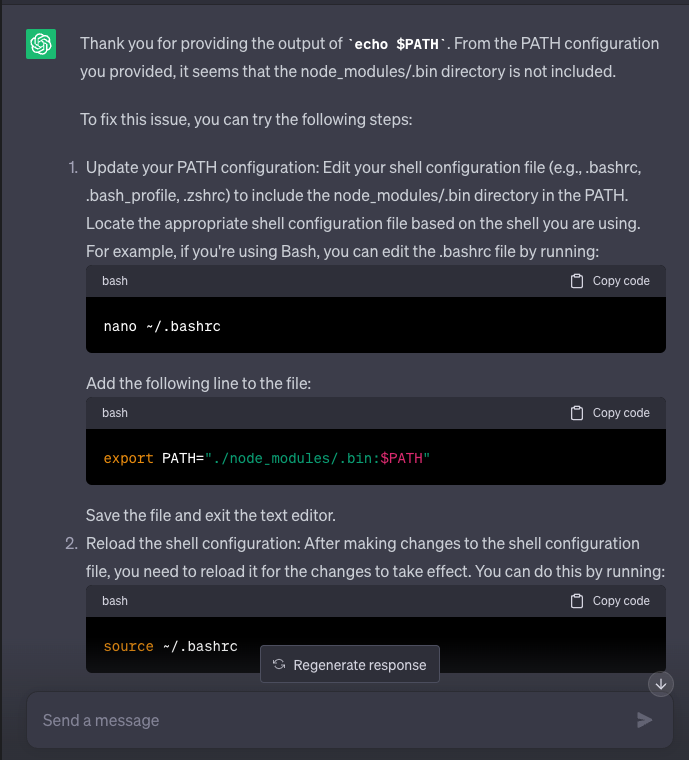 Thank you for providing the output of `echo $PATH`. From the PATH configuration
you provided, it seems that the node_modules/.bin directory is not included.
To fix this issue, you can try the following steps:
1. Update your PATH configuration: Edit your shell configuration file (e.g., .bashrc,
.bash_profile, .zshrc) to include the node_modules/.bin directory in the PATH.
Locate the appropriate shell configuration file based on the shell you are using.
For example, if you're using Bash, you can edit the .bashrc file by running:
bash Copy code
nano ~/.bashrc
Add the following line to the file:
bash Copy code
export PATH="./node_modules/.bin:$PATH"
Save the file and exit the text editor.
2. Reload the shell configuration: After making changes to the shell configuration
file, you need to reload it for the changes to take effect. You can do this by running:
bash Copy code
source ~/.bashrc
Regenerate response
Send a message